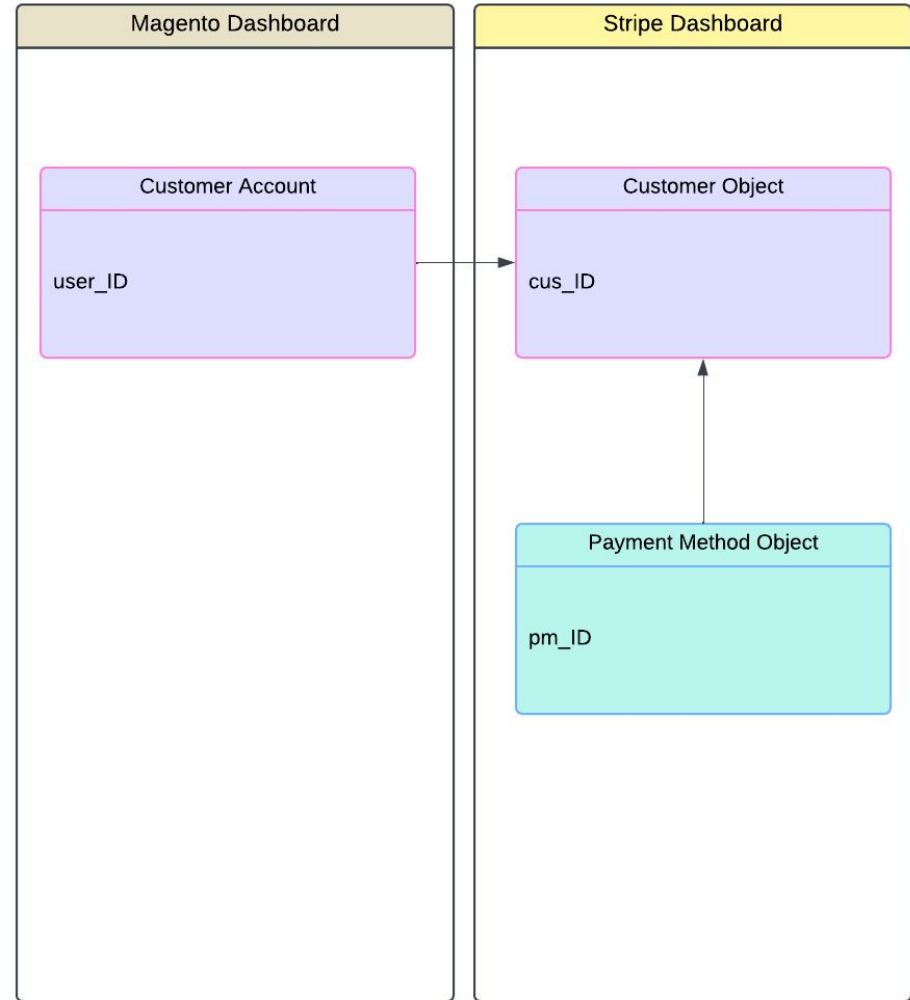 Magento Dashboard
Stripe Dashboard
Customer Account
user_ID
Customer Object
cus_ID
Payment Method Object
pm_ID